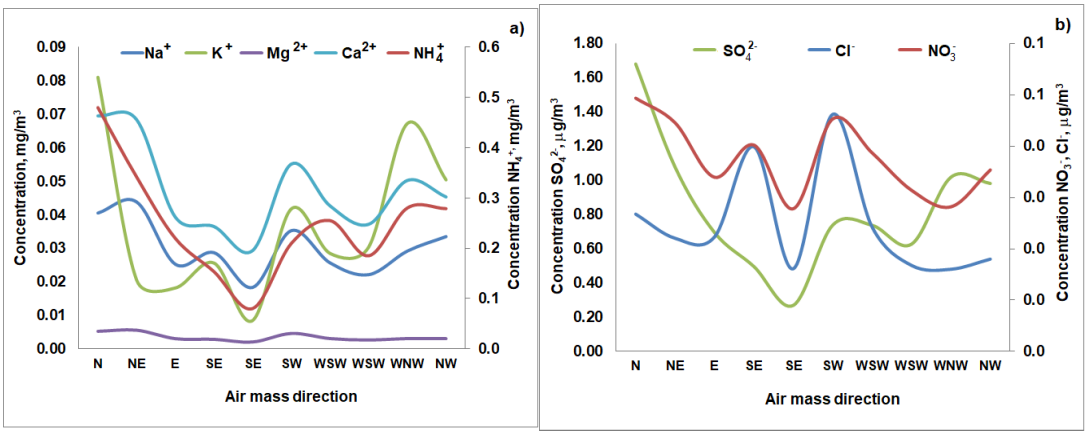 a)
Na+ K+ Mg 2+ Ca2+ NH4+
Concentration, mg/m3
0.09
0.08
0.07
0.06
0.05
0.04
0.03
0.02
0.01
0.00
0.6
0.5
0.4
0.3
0.2
0.1
0.0
Concentration NH4+, mg/m3
N NE E SE SE SW WSW WSW WNW NW
Air mass direction
b)
SO42- Cl- NO3-
Concentration SO42-, µg/m3
1.80
1.60
1.40
1.20
1.00
0.80
0.60
0.40
0.20
0.00
0.1
0.1
0.0
0.0
0.0
0.0
0.0
Concentration NO3-, Cl-, µg/m3
N NE E SE SE SW WSW WSW WNW NW
Air mass direction